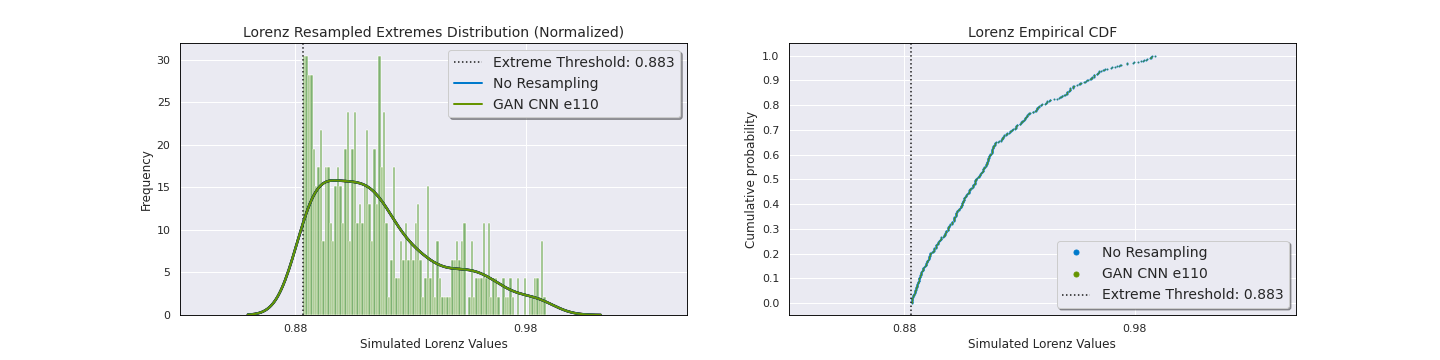 Lorenz Resampled Extremes Distribution (Normalized)
Frequency
30
25
20
15
10
5
0
Extreme Threshold: 0.883
No Resampling
GAN CNN e110
0.88
0.98
Simulated Lorenz Values
Lorenz Empirical CDF
Cumulative probability
1.0
0.9
0.8
0.7
0.6
0.5
0.4
0.3
0.2
0.1
0.0
No Resampling
GAN CNN e110
Extreme Threshold: 0.883
0.88
0.98
Simulated Lorenz Values